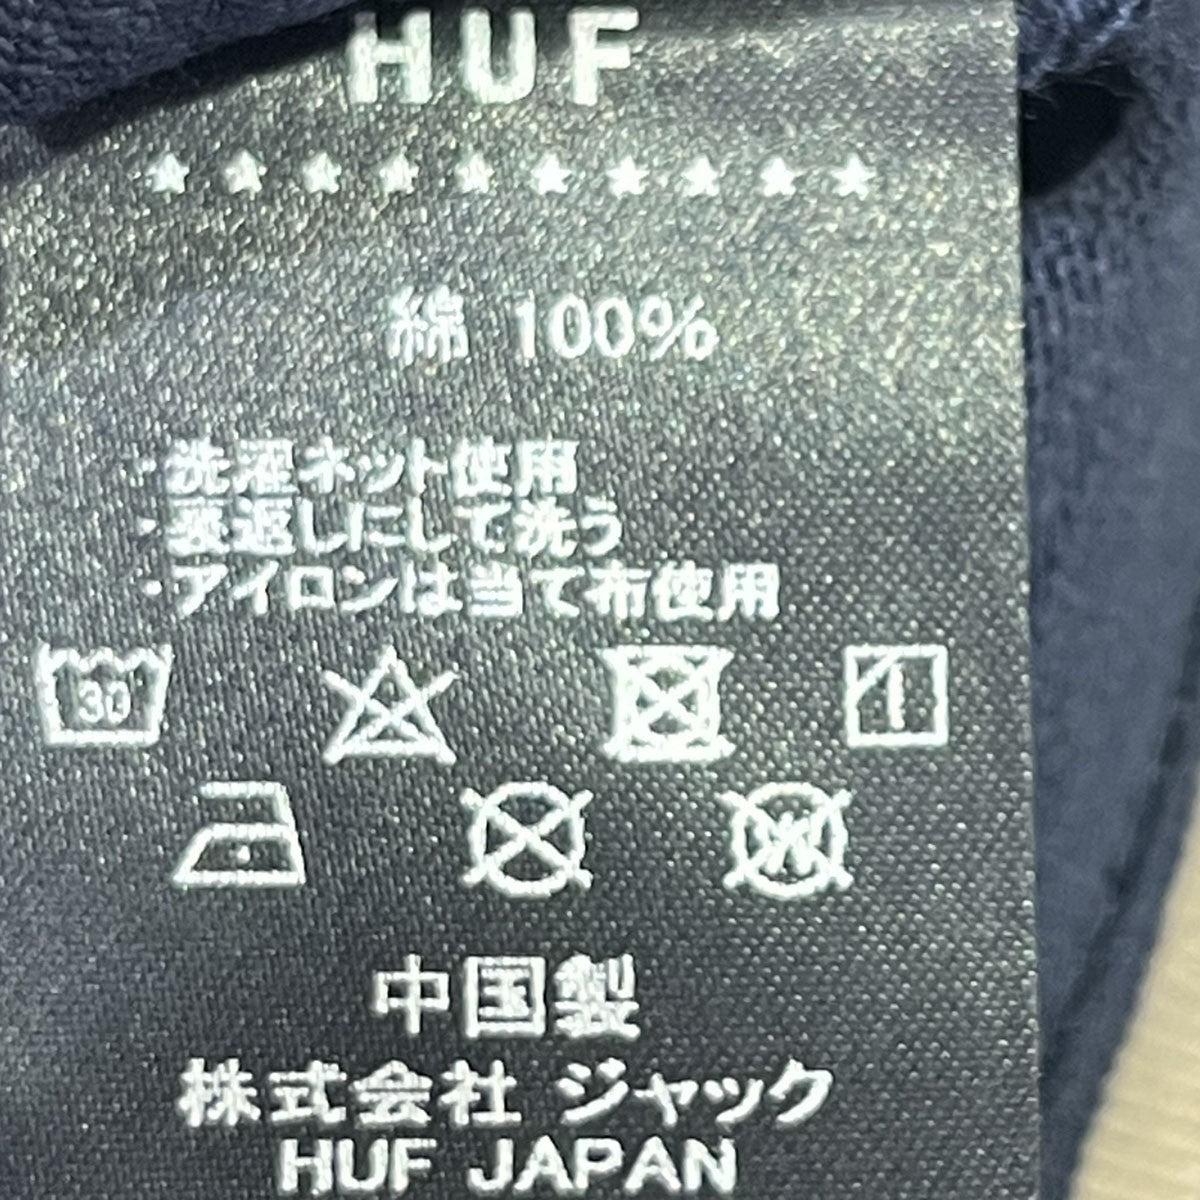 HUF
綿 100%
・洗濯ネット使用
・裏返しにして洗う
・アイロンは当て布使用
30
W
中国製
株式会社 ジャック
HUF JAPAN